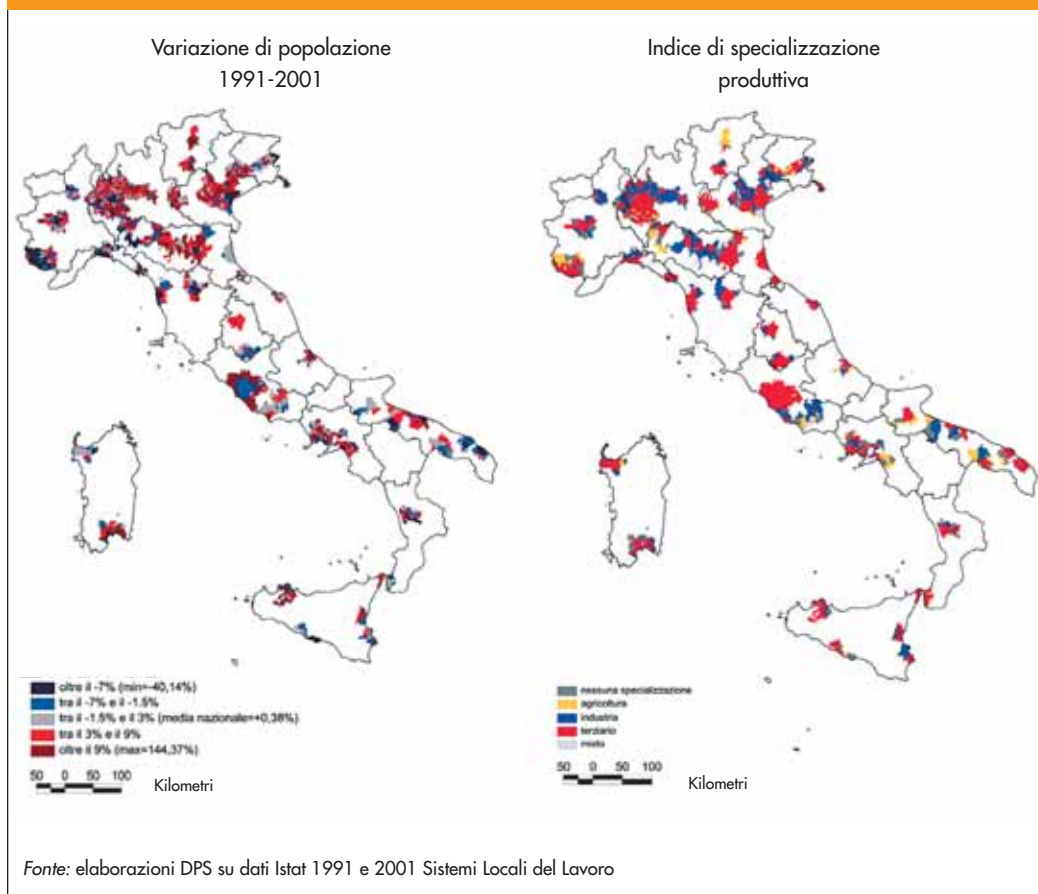 Variazione di popolazione
1991-2001
Indice di specializzazione
produttiva
oltre il -7% (min=-40,14%)
tra il -7% e il -1.5%
tra il -1.5% e il 3% (media nazionale=+0,38%)
tra il 3% e il 9%
oltre il 9% (max=144,37%)
50 0 50 100
Kilometri
nessuna specializzazione
agricoltura
industria
terziario
misto
50 0 50 100
Kilometri
Fonte: elaborazioni DPS su dati Istat 1991 e 2001 Sistemi Locali del Lavoro